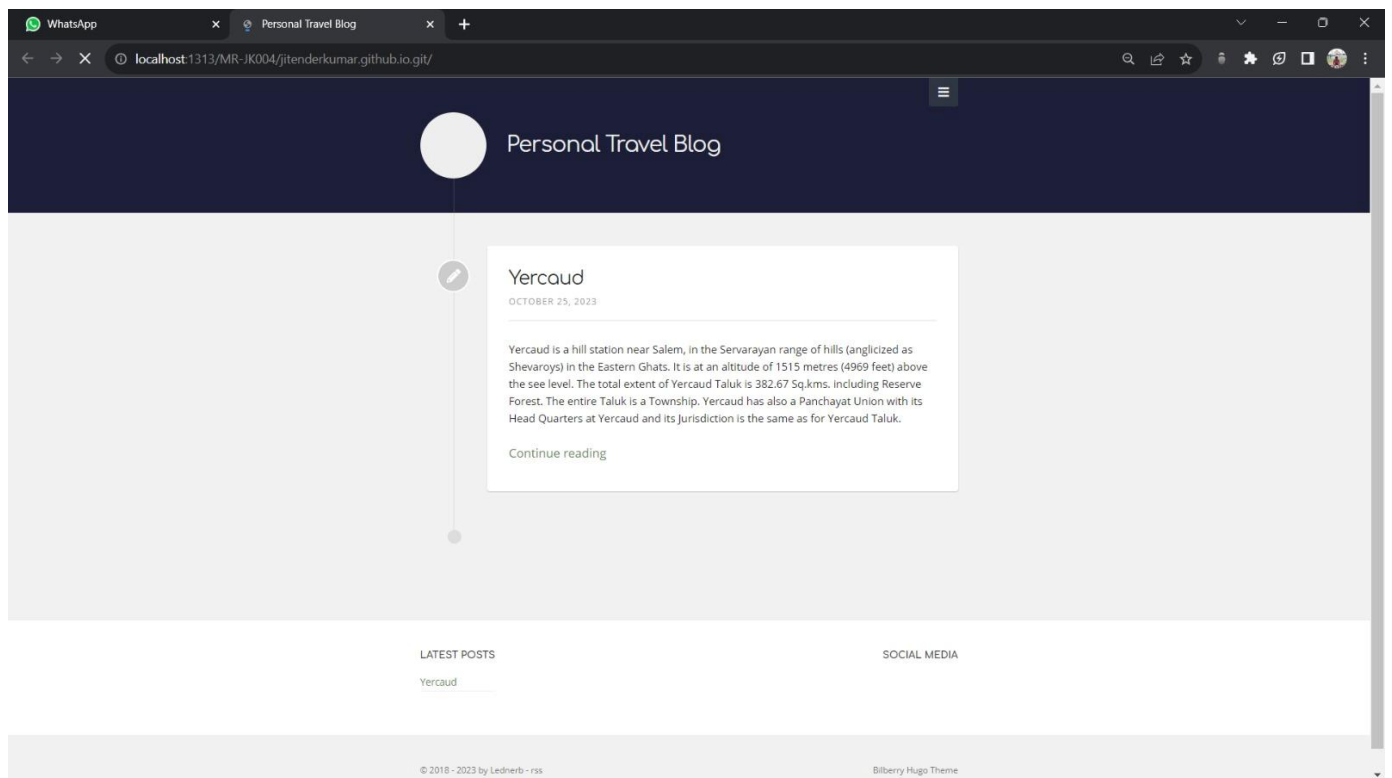 WhatsApp
Personal Travel Blog
localhost:1313/MR-JK004/jitenderkumar.github.io.git/
Personal Travel Blog
Yercaud
OCTOBER 25, 2023
Yercaud is a hill station near Salem, in the Servarayan range of hills (anglicized as
Shevaroys) in the Eastern Ghats. It is at an altitude of 1515 metres (4969 feet) above
the see level. The total extent of Yercaud Taluk is 382.67 Sq.kms. including Reserve
Forest. The entire Taluk is a Township. Yercaud has also a Panchayat Union with its
Head Quarters at Yercaud and its Jurisdiction is the same as for Yercaud Taluk.
Continue reading
LATEST POSTS
Yercaud
SOCIAL MEDIA
© 2018 - 2023 by Lednerb - rss
Bilberry Hugo Theme